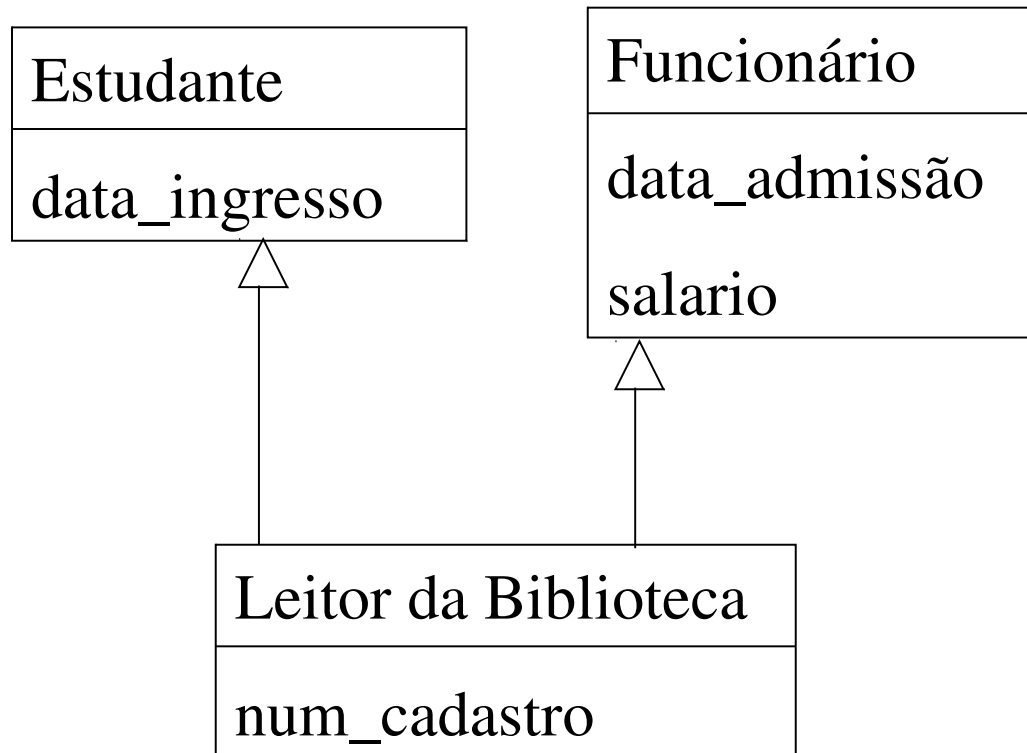 Estudante
data_ingresso
Funcionário
data_admissão
salario
Leitor da Biblioteca
num_cadastro